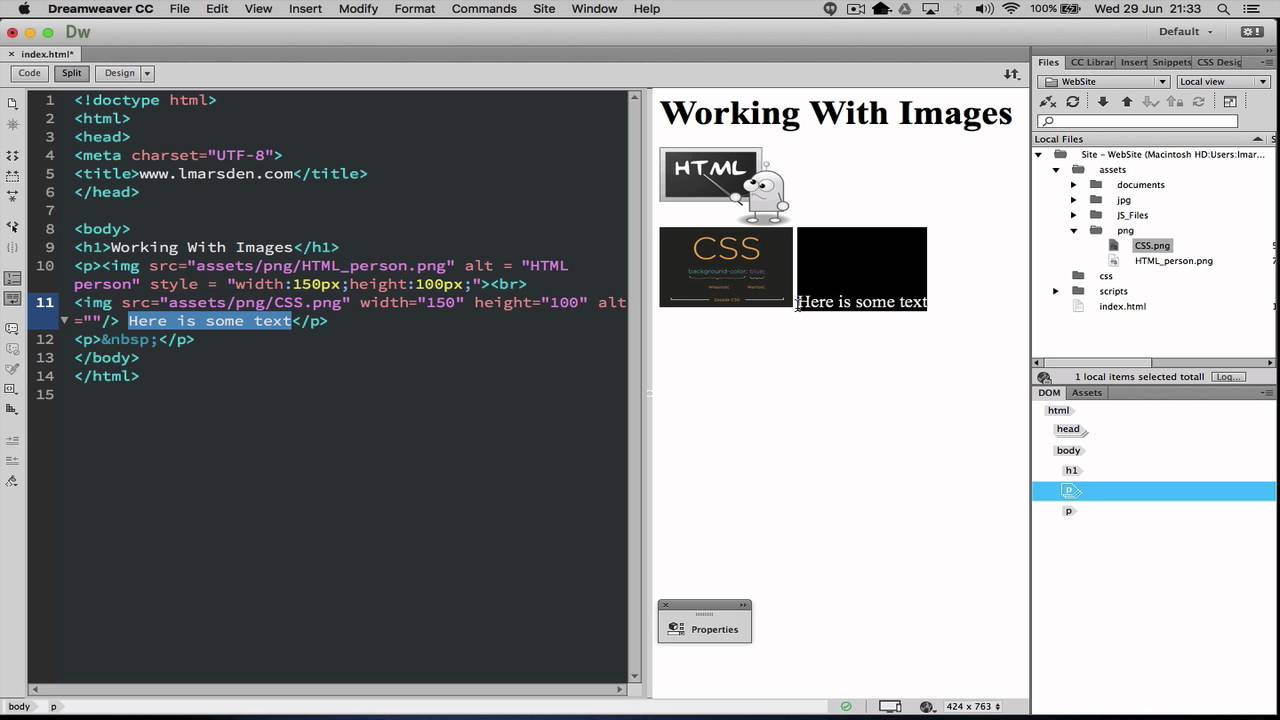 Dreamweaver CC File Edit View Insert Modify Format Commands Site Window Help 100% Wed 29 Jun 21:33
Dw Default
index.html*
Code Split Design
1 <!doctype html>
2 <html>
3 <head>
4 <meta charset="UTF-8">
5 <title>www.lmarsden.com</title>
6 </head>
7
8 <body>
9 <h1>Working With Images</h1>
10 <p><img src="assets/png/HTML_person.png" alt = "HTML
person" style = "width:150px;height:100px;"><br>
11 <img src="assets/png/CSS.png" width="150" height="100" alt
=""/> Here is some text</p>
12 <p>&nbsp;</p>
13 </body>
14 </html>
15
Working With Images
HTML
CSS
background-color: blue;
Here is some text
Properties
Files CC Librar Insert Snippets CSS Desig
WebSite Local view
Local Files
Site - WebSite (Macintosh HD:Users:lmar...
assets
documents
jpg
JS_Files
png
CSS.png
HTML_person.png
css
scripts
index.html
1 local items selected totall Log...
DOM Assets
html
head
body
h1
p
p
body p
424 x 763